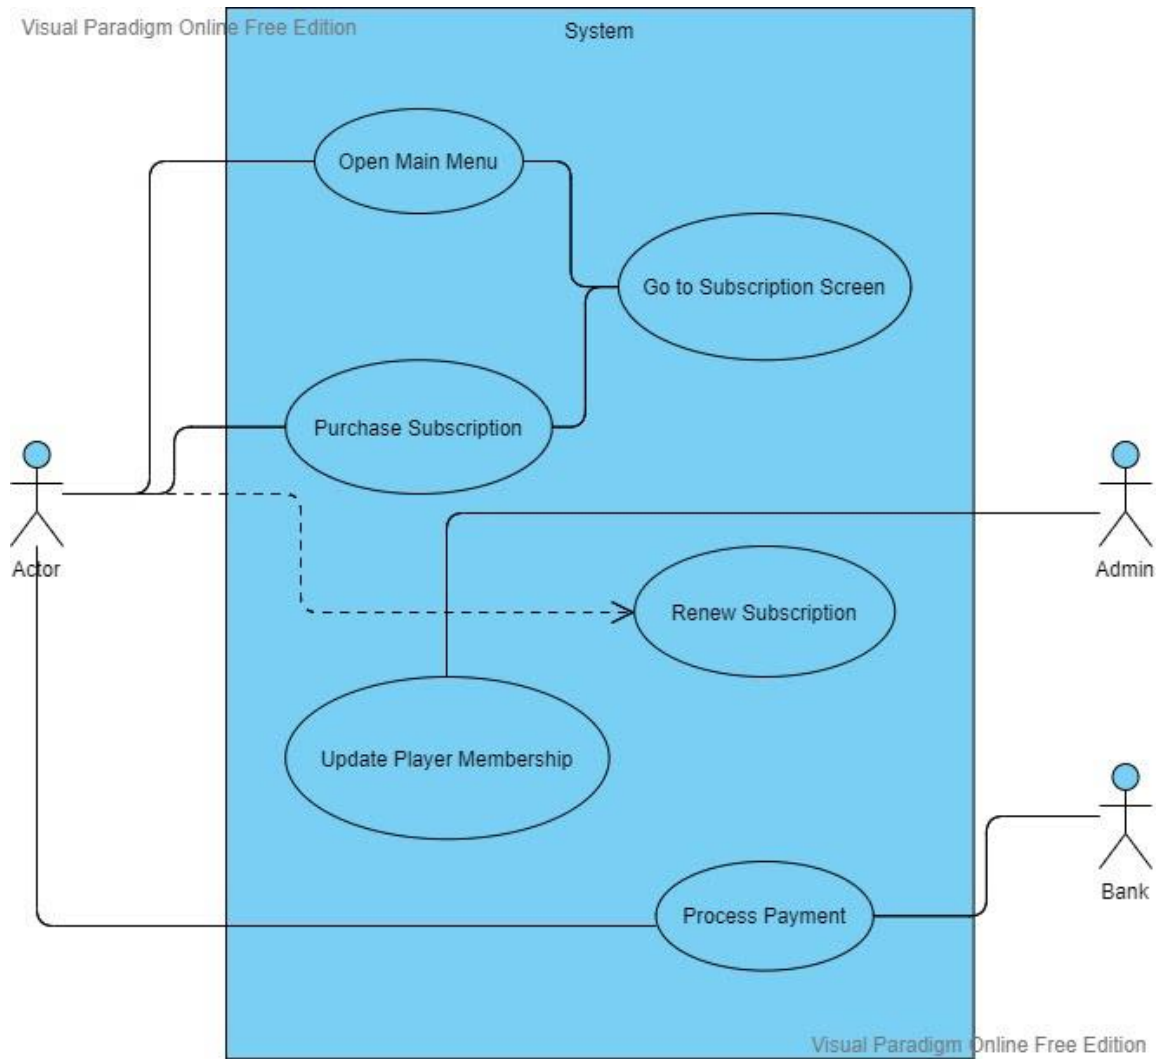 Visual Paradigm Online Free Edition
System
Open Main Menu
Go to Subscription Screen
Purchase Subscription
Actor
Admin
Renew Subscription
Update Player Membership
Bank
Process Payment
Visual Paradigm Online Free Edition